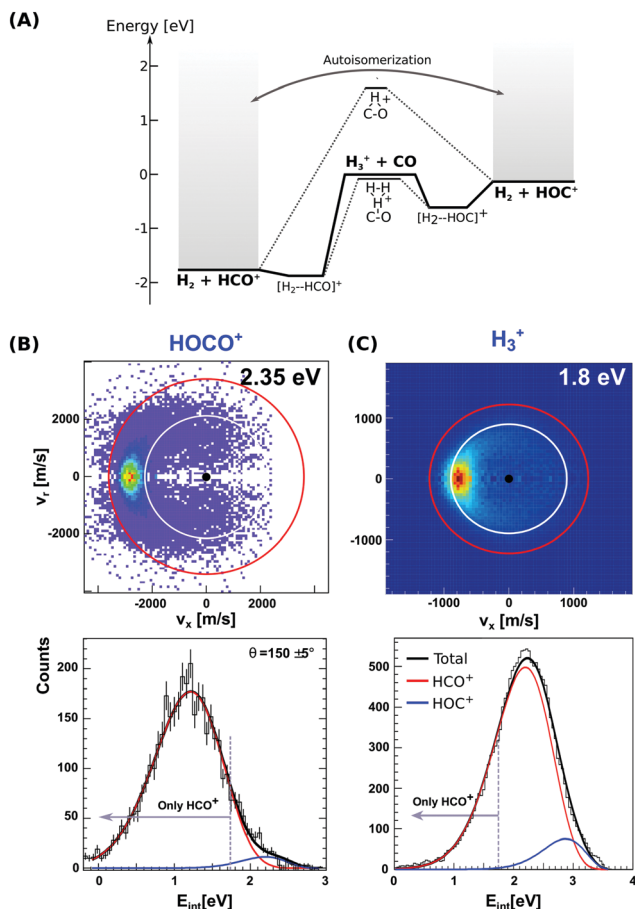 (A)
Energy [eV]
Autoisomerization
2
1
0
-1
-2
H +
C-O
H₃⁺ + CO
H-H
H +
C-O
[H₂--HOC]⁺
H₂ + HOC⁺
H₂ + HCO⁺
[H₂--HCO]⁺
(B)
HOCO⁺
2.35 eV
vᵣ [m/s]
2000
0
-2000
-2000 0 2000
vₓ [m/s]
(C)
H₃⁺
1.8 eV
1000
0
-1000
-1000 0 1000
vₓ [m/s]
Counts
200
150
100
50
0
θ=150 ±5°
Only HCO⁺
0 1 2 3
E_int[eV]
500
400
300
200
100
0
Total
HCO⁺
HOC⁺
Only HCO⁺
0 1 2 3 4
E_int[eV]